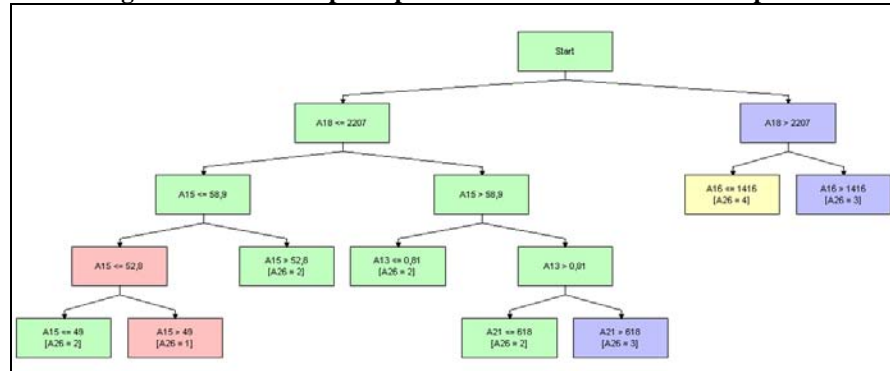 Start
A18 <= 2207
A18 > 2207
A15 <= 58,9
A15 > 58,9
A16 <= 1416
[A26 = 4]
A16 > 1416
[A26 = 3]
A15 <= 52,8
A15 > 52,8
[A26 = 2]
A13 <= 0,81
[A26 = 2]
A13 > 0,81
A15 <= 49
[A26 = 2]
A15 > 49
[A26 = 1]
A21 <= 618
[A26 = 2]
A21 > 618
[A26 = 3]